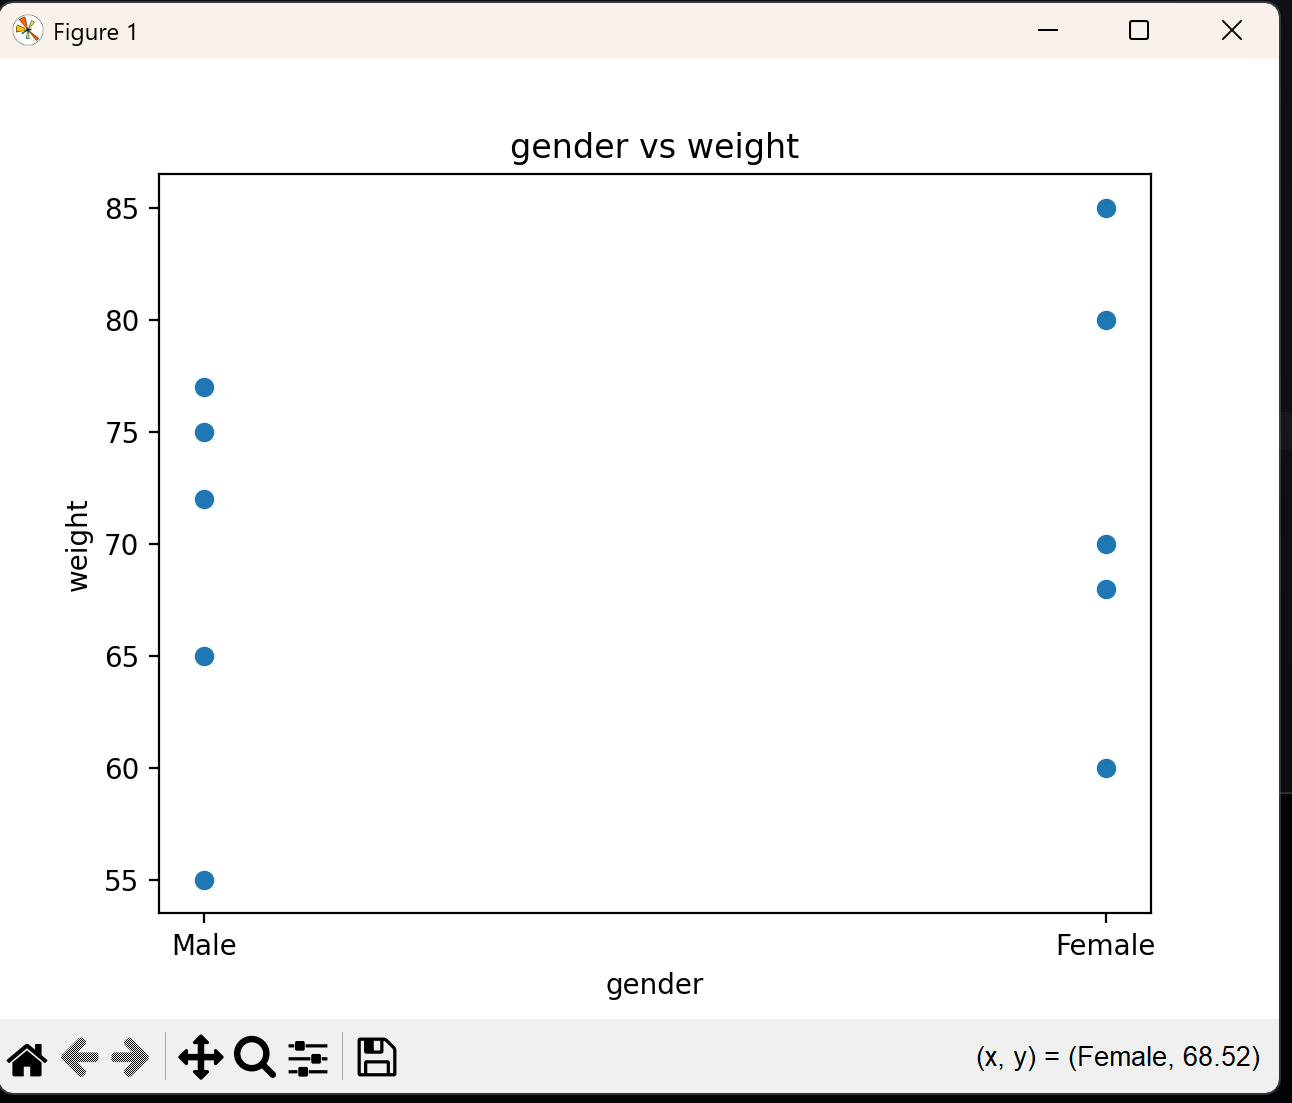 Figure 1
gender vs weight
85
80
75
70
65
60
55
weight
Male Female
gender
(x, y) = (Female, 68.52)